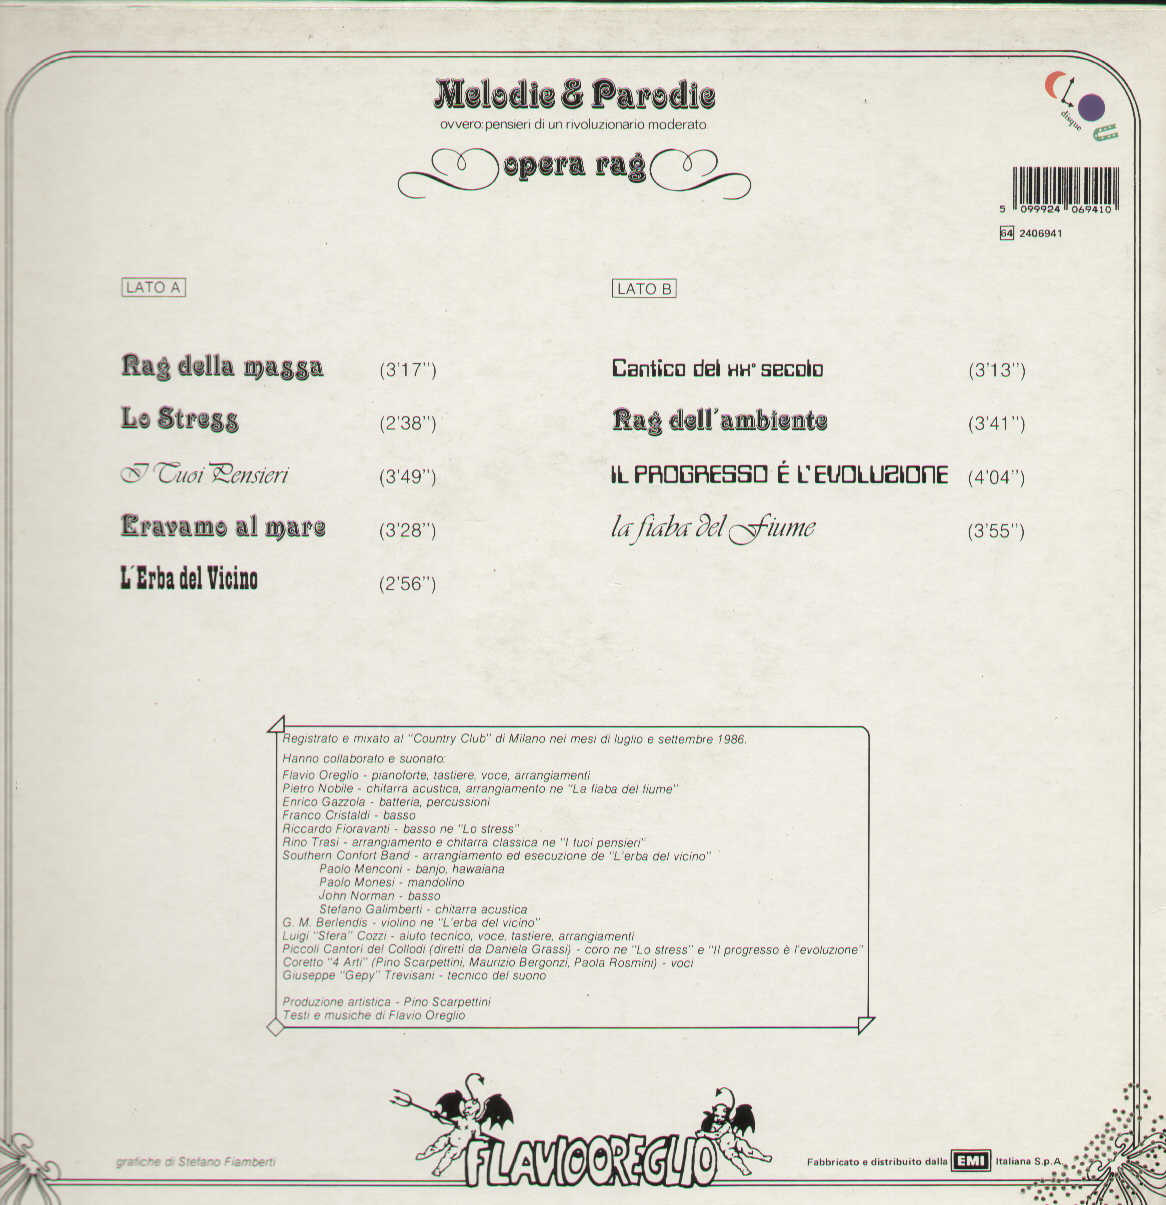 Melodie & Parodie
ovvero: pensieri di un rivoluzionario moderato
opera rag
disque
5 099924 069410
64 2406941
LATO A
Rag della massa (3'17")
Lo Stress (2'38")
I Tuoi Pensieri (3'49")
Eravamo al mare (3'28")
L'Erba del Vicino (2'56")
LATO B
Cantico del XX° secolo (3'13")
Rag dell'ambiente (3'41")
IL PROGRESSO É L'EVOLUZIONE (4'04")
la fiaba del Fiume (3'55")
Registrato e mixato al "Country Club" di Milano nei mesi di luglio e settembre 1986.
Hanno collaborato e suonato:
Flavio Oreglio - pianoforte, tastiere, voce, arrangiamenti
Pietro Nobile - chitarra acustica, arrangiamento ne "La fiaba del fiume"
Enrico Gazzola - batteria, percussioni
Franco Cristaldi - basso
Riccardo Fioravanti - basso ne "Lo stress"
Rino Trasi - arrangiamento e chitarra classica ne "I tuoi pensieri"
Southern Confort Band - arrangiamento ed esecuzione de "L'erba del vicino"
Paolo Menconi - banjo, hawaiana
Paolo Monesi - mandolino
John Norman - basso
Stefano Galimberti - chitarra acustica
G. M. Berlendis - violino ne "L'erba del vicino"
Luigi "Sfera" Cozzi - aiuto tecnico, voce, tastiere, arrangiamenti
Piccoli Cantori del Collodi (diretti da Daniela Grassi) - coro ne "Lo stress" e "Il progresso è l'evoluzione"
Coretto "4 Arti" (Pino Scarpettini, Maurizio Bergonzi, Paola Rosmini) - voci
Giuseppe "Gepy" Trevisani - tecnico del suono
Produzione artistica - Pino Scarpettini
Testi e musiche di Flavio Oreglio
grafiche di Stefano Fiamberti
FLAVIOOREGLIO
Fabbricato e distribuito dalla EMI Italiana S.p.A.